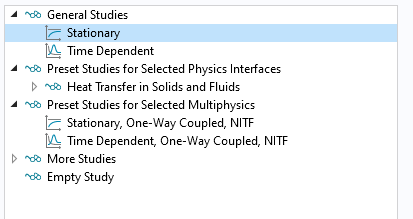 General Studies
Stationary
Time Dependent
Preset Studies for Selected Physics Interfaces
Heat Transfer in Solids and Fluids
Preset Studies for Selected Multiphysics
Stationary, One-Way Coupled, NITF
Time Dependent, One-Way Coupled, NITF
More Studies
Empty Study